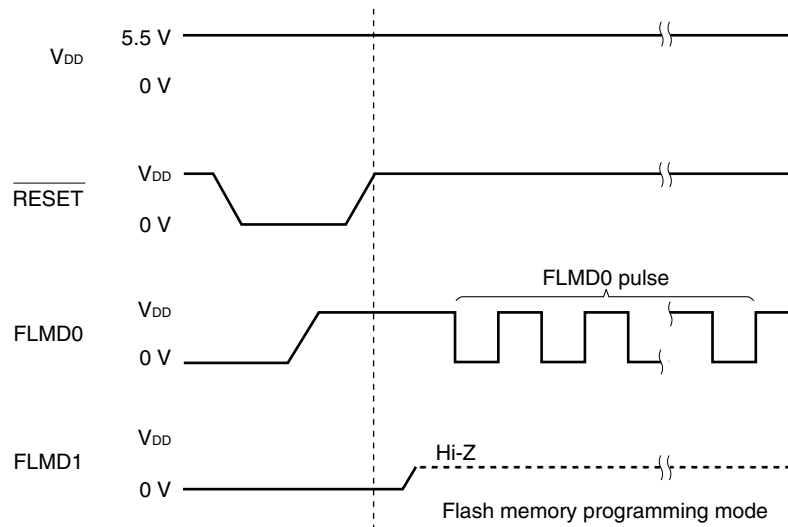 5.5 V
VDD
0 V
VDD
RESET
0 V
FLMD0 pulse
VDD
FLMD0
0 V
VDD
Hi-Z
FLMD1
0 V
Flash memory programming mode